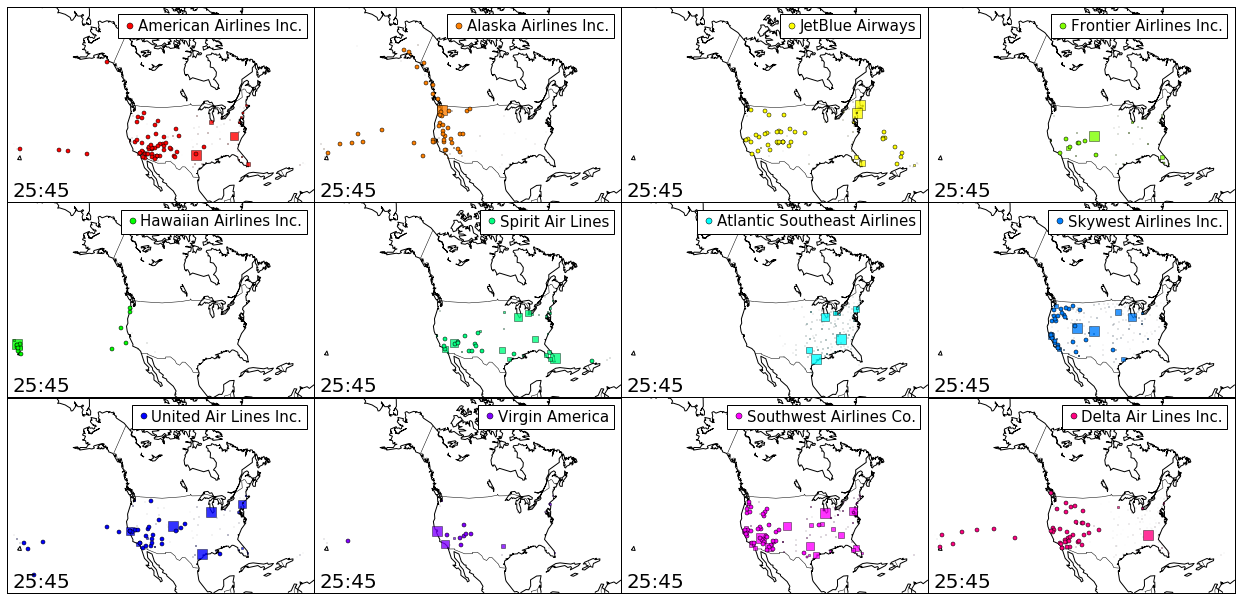 American Airlines Inc.
25:45
Alaska Airlines Inc.
25:45
JetBlue Airways
25:45
Frontier Airlines Inc.
25:45
Hawaiian Airlines Inc.
25:45
Spirit Air Lines
25:45
Atlantic Southeast Airlines
25:45
Skywest Airlines Inc.
25:45
United Air Lines Inc.
25:45
Virgin America
25:45
Southwest Airlines Co.
25:45
Delta Air Lines Inc.
25:45